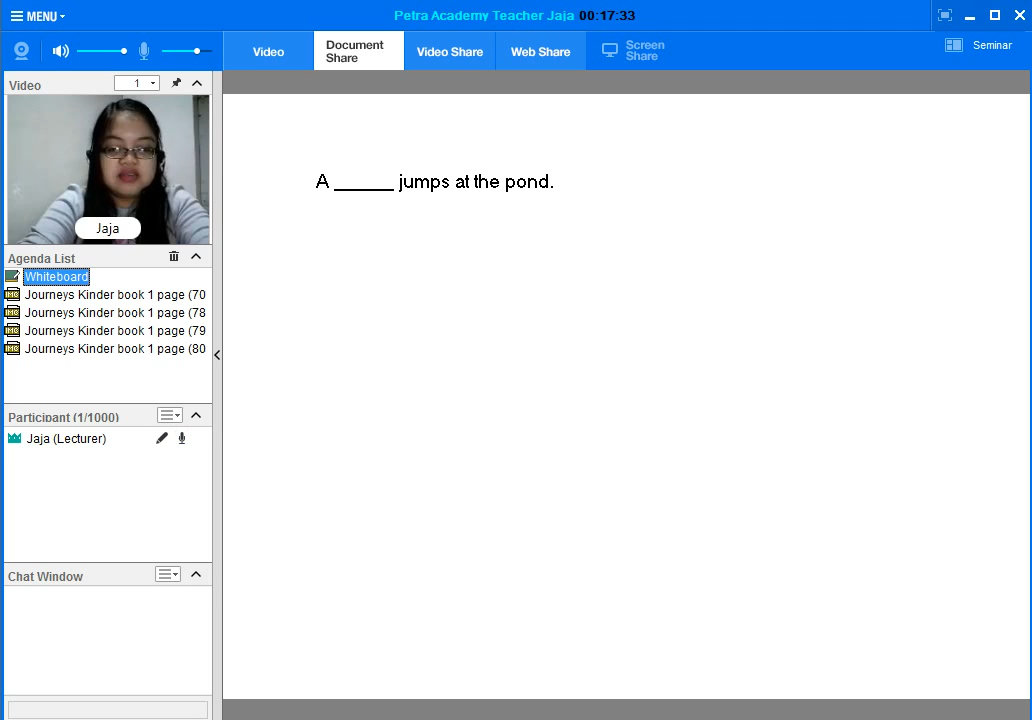 MENU
Petra Academy Teacher Jaja 00:17:33
Video
Document
Share
Video Share
Web Share
Screen
Share
Seminar
Video
1
Jaja
Agenda List
Whiteboard
Journeys Kinder book 1 page (70
Journeys Kinder book 1 page (78
Journeys Kinder book 1 page (79
Journeys Kinder book 1 page (80
Participant (1/1000)
Jaja (Lecturer)
Chat Window
A ______ jumps at the pond.